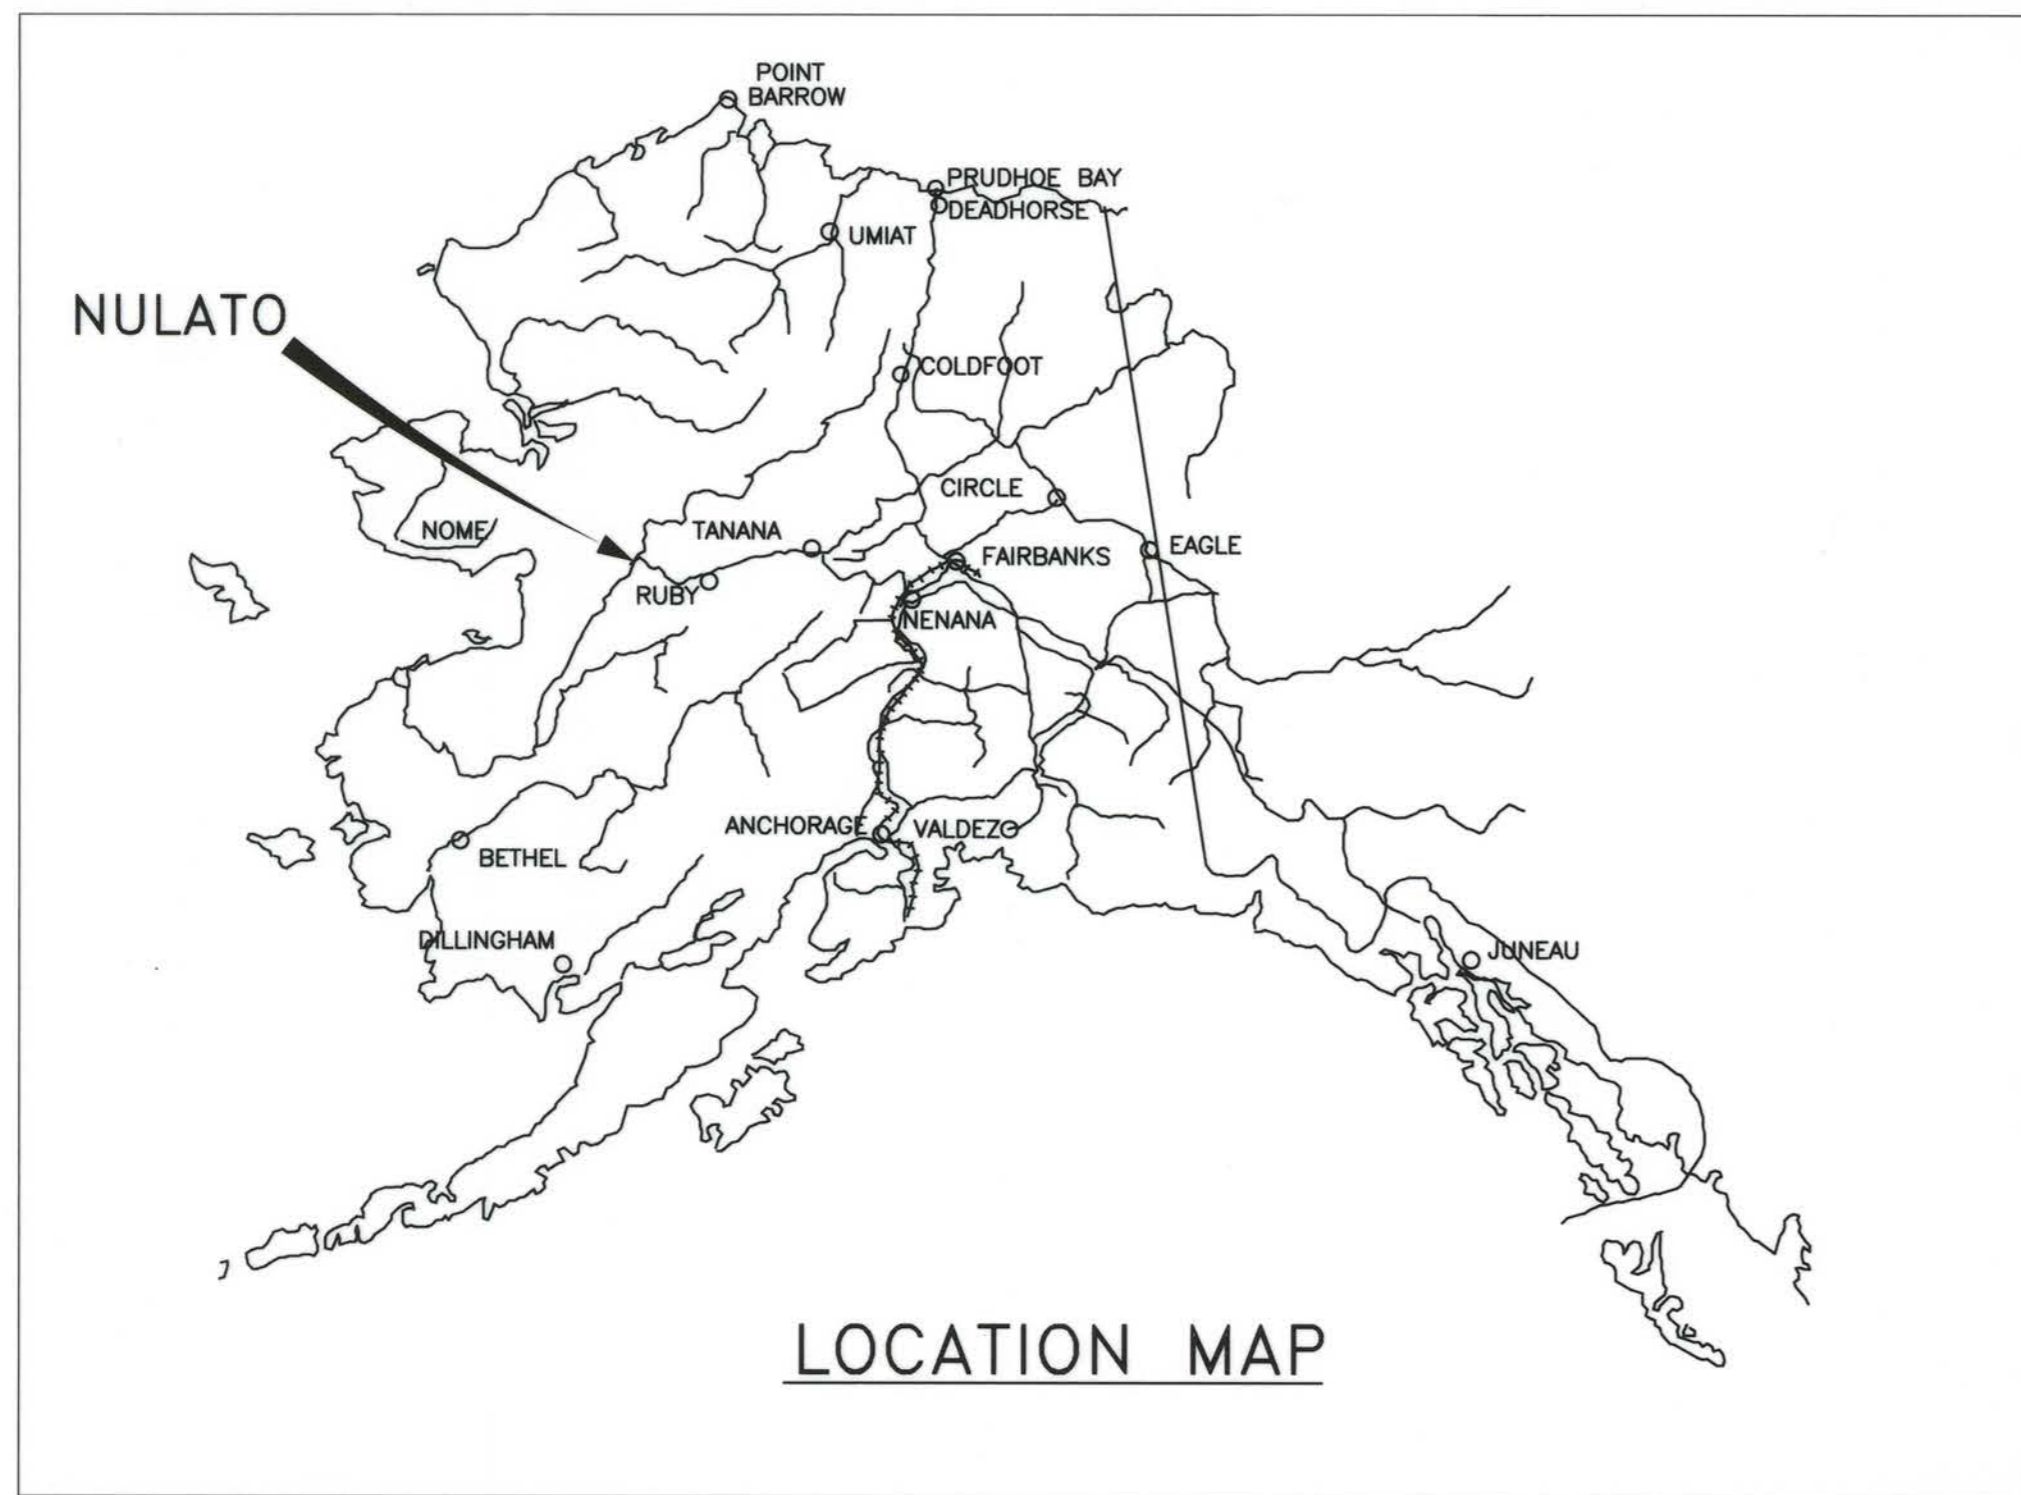 POINT
BARROW
PRUDHOE BAY
DEADHORSE
UMIAT
NULATO
COLDFOOT
CIRCLE
NOME
TANANA
EAGLE
FAIRBANKS
RUBY
NENANA
ANCHORAGE
VALDEZ
BETHEL
DILLINGHAM
JUNEAU
LOCATION MAP